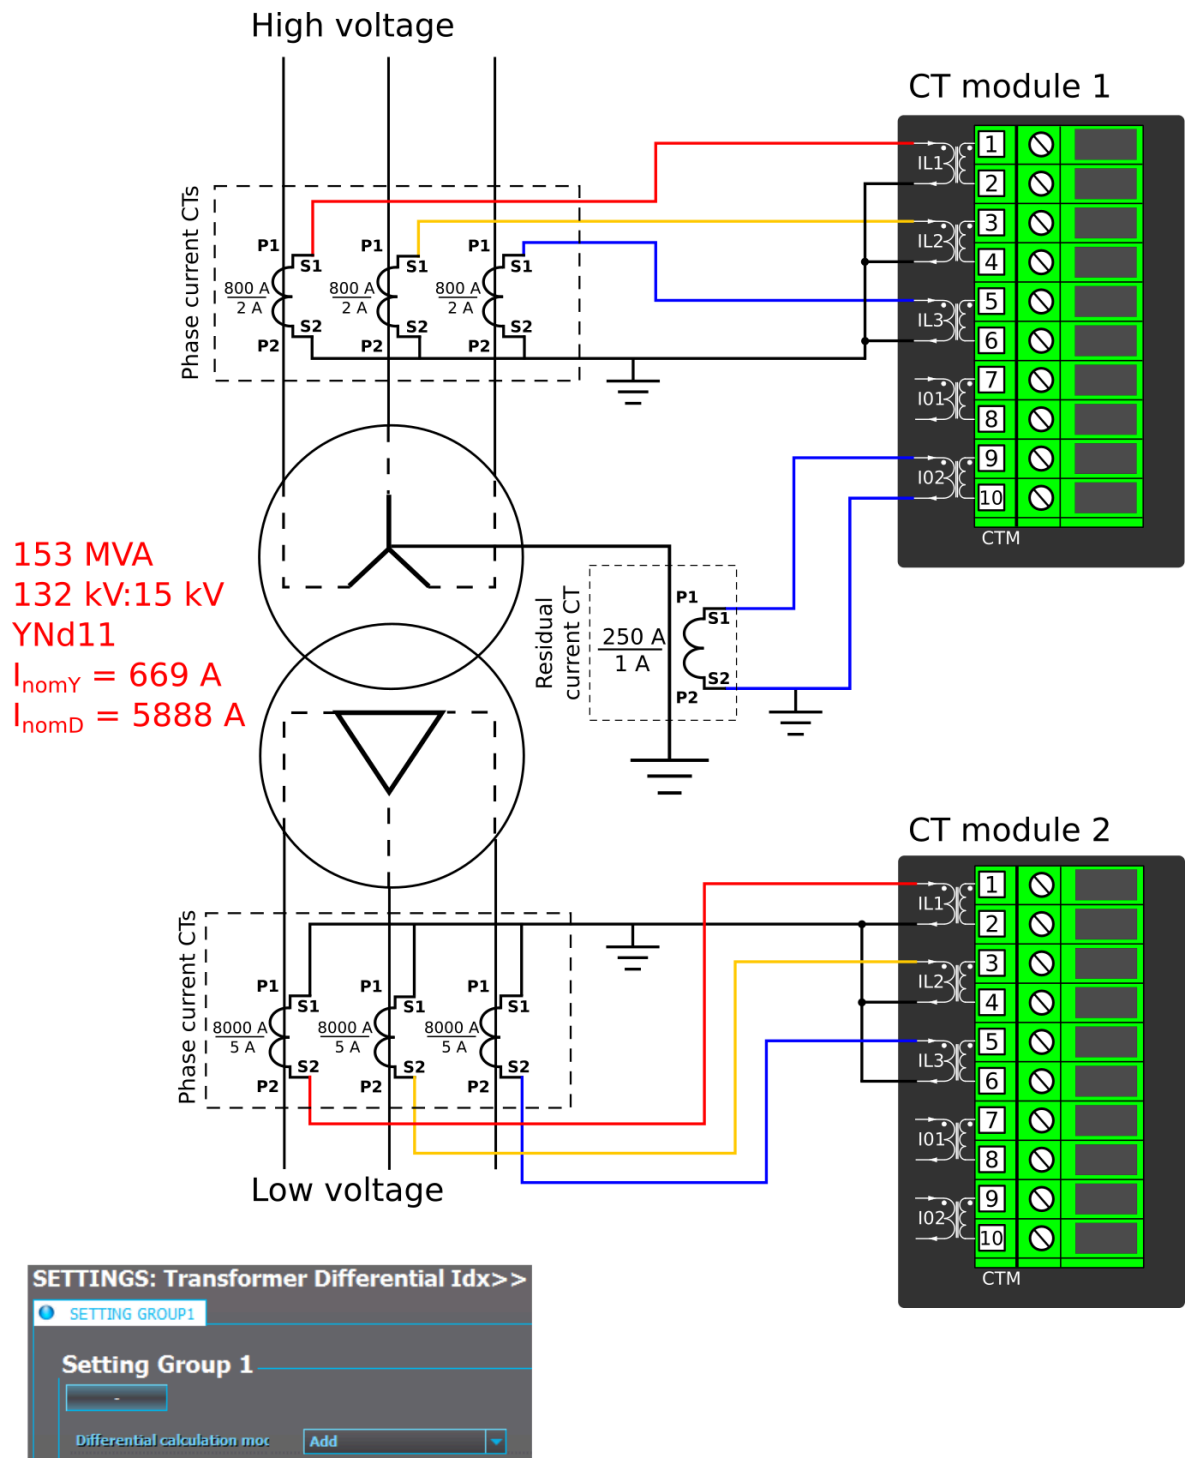 High voltage
CT module 1
Phase current CTs
P1
P1
P1
S1
S1
S1
800 A
2 A
800 A
2 A
800 A
2 A
S2
S2
S2
P2
P2
P2
IL1
1
2
IL2
3
4
IL3
5
6
I01
7
8
I02
9
10
CTM
153 MVA
132 kV:15 kV
YNd11
InomY = 669 A
InomD = 5888 A
Residual
current CT
P1
S1
250 A
1 A
S2
P2
CT module 2
Phase current CTs
P1
P1
P1
S1
S1
S1
8000 A
5 A
8000 A
5 A
8000 A
5 A
S2
S2
S2
P2
P2
P2
IL1
1
2
IL2
3
4
IL3
5
6
I01
7
8
I02
9
10
CTM
Low voltage
SETTINGS: Transformer Differential Idx>>
SETTING GROUP1
Setting Group 1
-
Differential calculation moc
Add